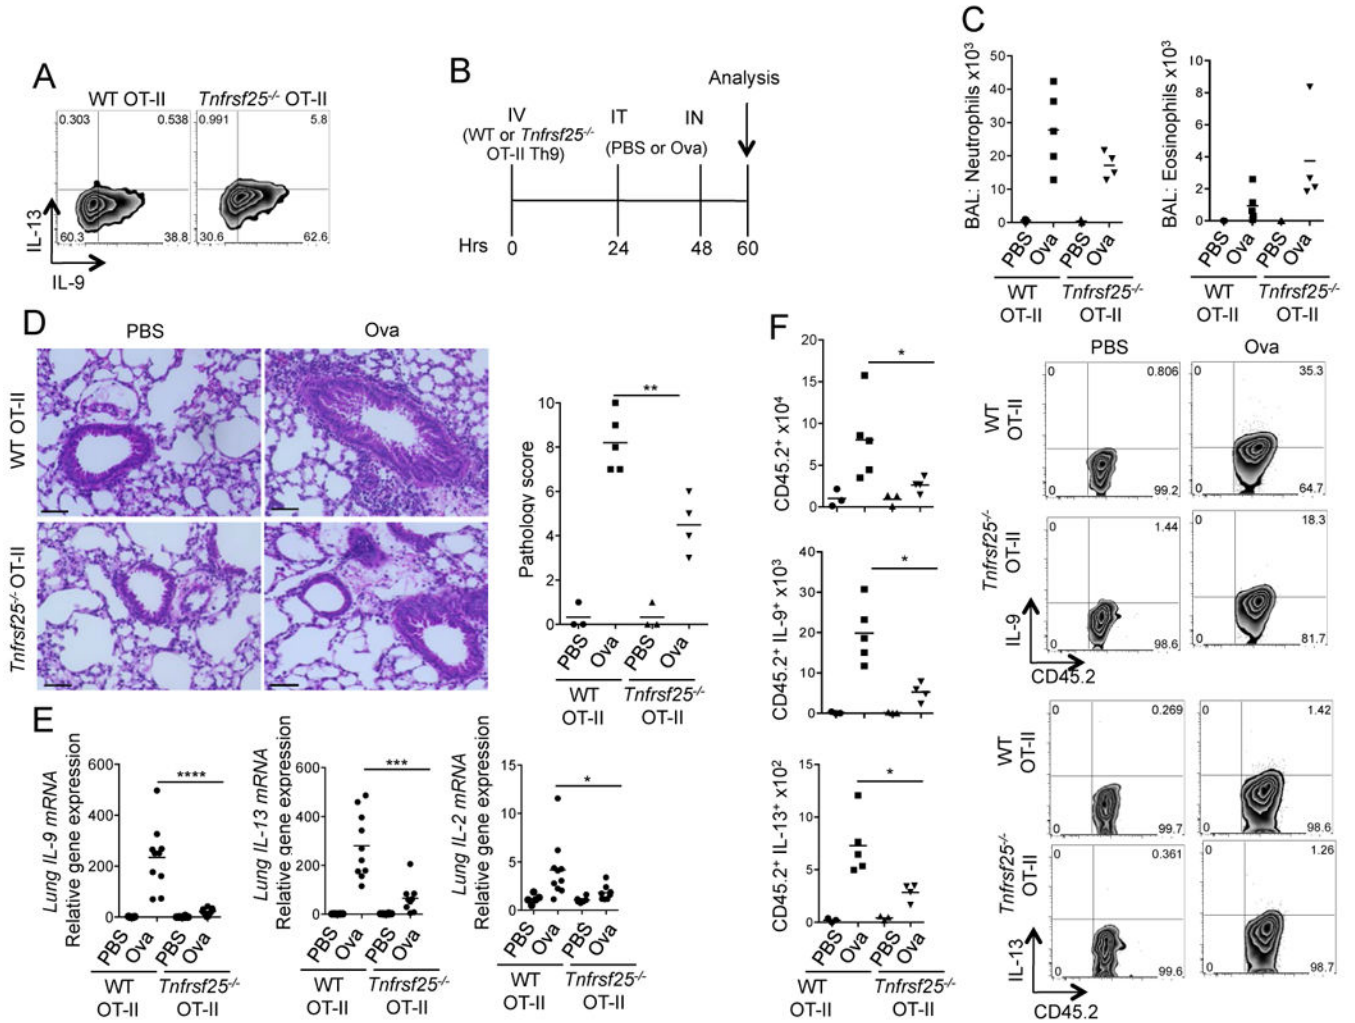 A
WT OT-II
Tnfrsf25-/- OT-II
0.303
0.538
0.991
5.8
60.3
38.8
30.6
62.6
IL-13
IL-9
B
Analysis
IV
IT
IN
(WT or Tnfrsf25-/-
OT-II Th9)
(PBS or Ova)
Hrs
0
24
48
60
C
BAL: Neutrophils x10³
50
40
30
20
10
0
PBS
Ova
PBS
Ova
WT
OT-II
Tnfrsf25-/-
OT-II
BAL: Eosinophils x10³
10
8
6
4
2
0
PBS
Ova
PBS
Ova
WT
OT-II
Tnfrsf25-/-
OT-II
D
PBS
Ova
WT OT-II
Tnfrsf25-/- OT-II
Pathology score
10
8
6
4
2
0
**
PBS
Ova
PBS
Ova
WT
OT-II
Tnfrsf25-/-
OT-II
E
Lung IL-9 mRNA
Relative gene expression
600
400
200
0
****
PBS
Ova
PBS
Ova
WT
OT-II
Tnfrsf25-/-
OT-II
Lung IL-13 mRNA
Relative gene expression
600
400
200
0
***
PBS
Ova
PBS
Ova
WT
OT-II
Tnfrsf25-/-
OT-II
Lung IL-2 mRNA
Relative gene expression
15
10
5
0
*
PBS
Ova
PBS
Ova
WT
OT-II
Tnfrsf25-/-
OT-II
F
CD45.2⁺ x10⁴
20
15
10
5
0
*
CD45.2⁺ IL-9⁺ x10³
40
30
20
10
0
*
CD45.2⁺ IL-13⁺ x10²
15
10
5
0
*
PBS
Ova
PBS
Ova
WT
OT-II
Tnfrsf25-/-
OT-II
PBS
Ova
WT
OT-II
0
0.806
0
99.2
0
35.3
0
64.7
Tnfrsf25-/-
OT-II
0
1.44
0
98.6
0
18.3
0
81.7
IL-9
CD45.2
WT
OT-II
0
0.269
0
99.7
0
1.42
0
98.6
Tnfrsf25-/-
OT-II
0
0.361
0
99.6
0
1.26
0
98.7
IL-13
CD45.2